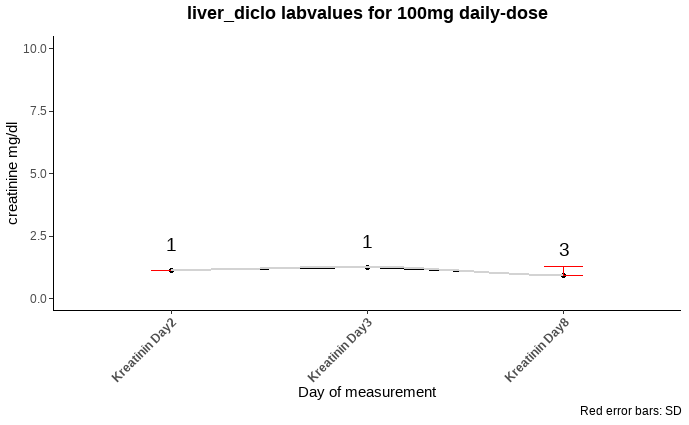 liver_diclo labvalues for 100mg daily-dose
creatinine mg/dl
10.0
7.5
5.0
2.5
0.0
1
1
3
Kreatinin Day2
Kreatinin Day3
Kreatinin Day8
Day of measurement
Red error bars: SD